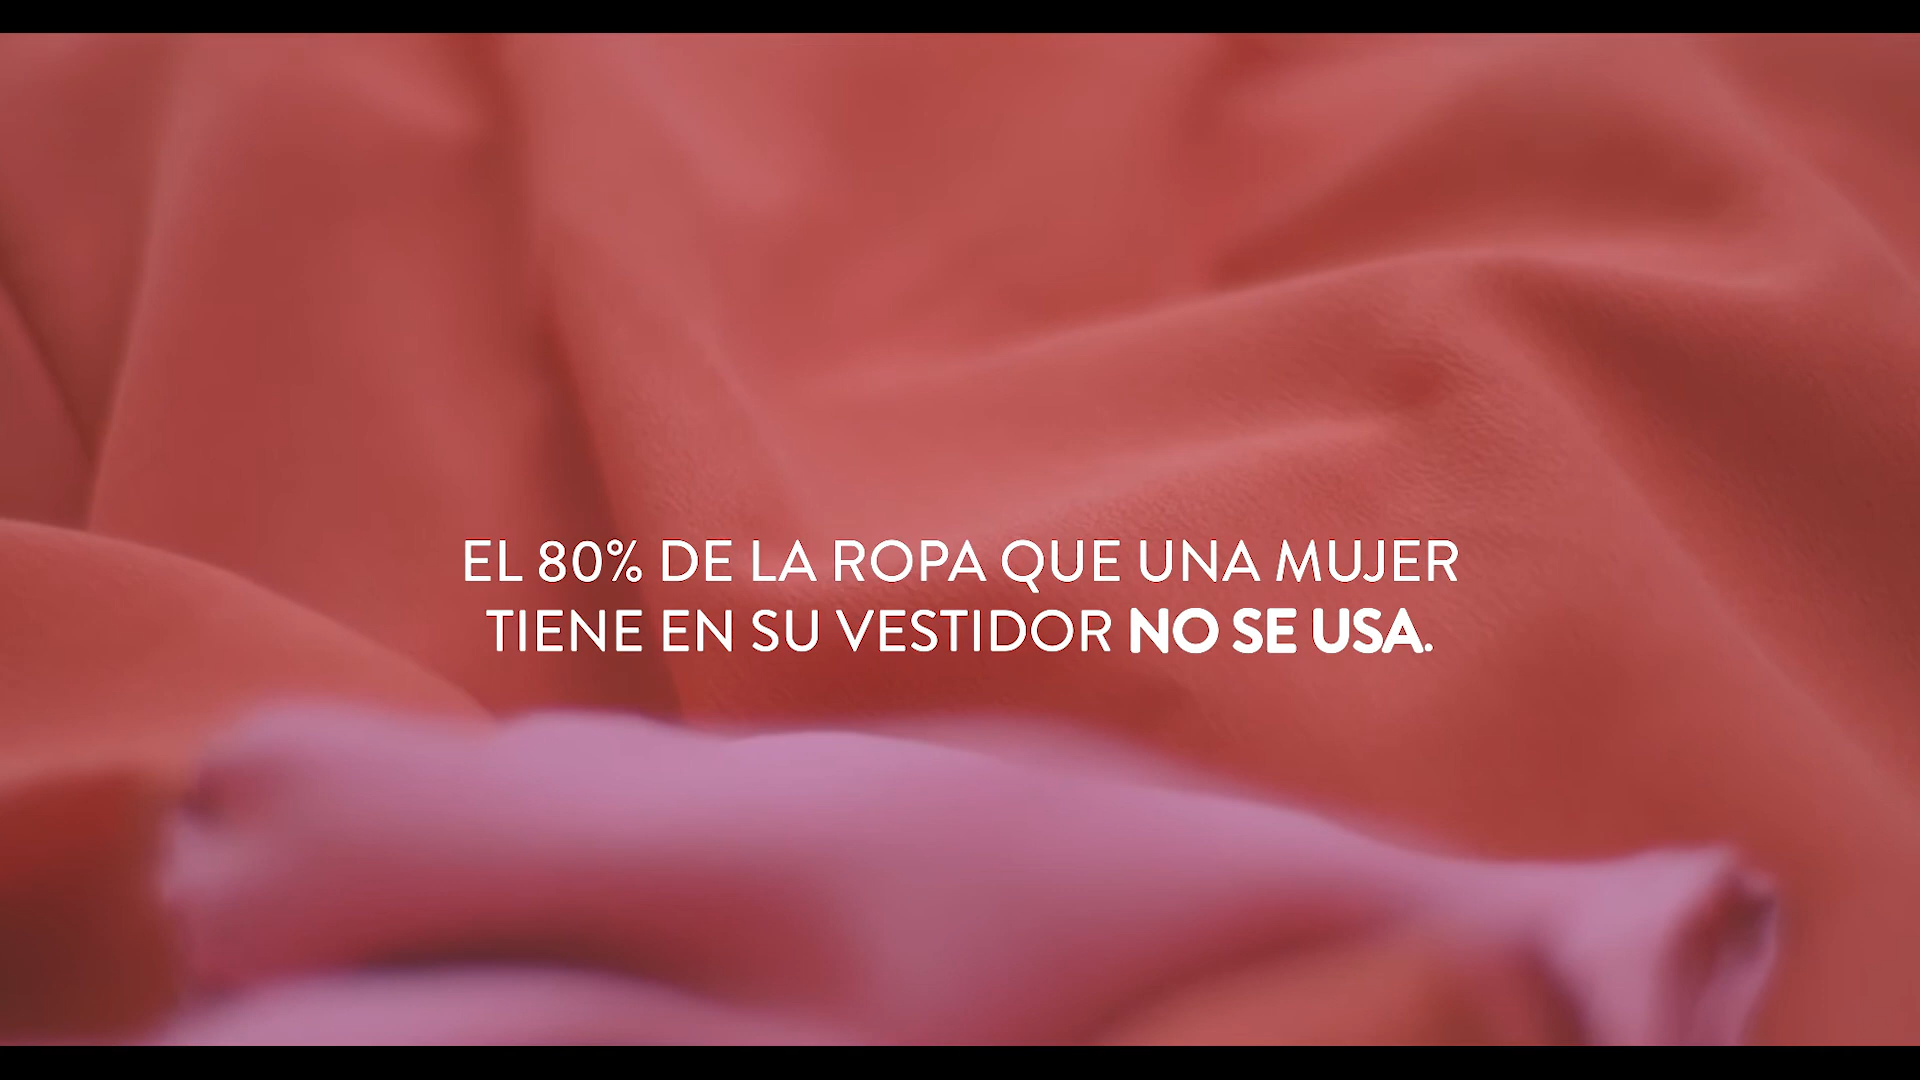 EL 80% DE LA ROPA QUE UNA MUJER
TIENE EN SU VESTIDOR NO SE USA.